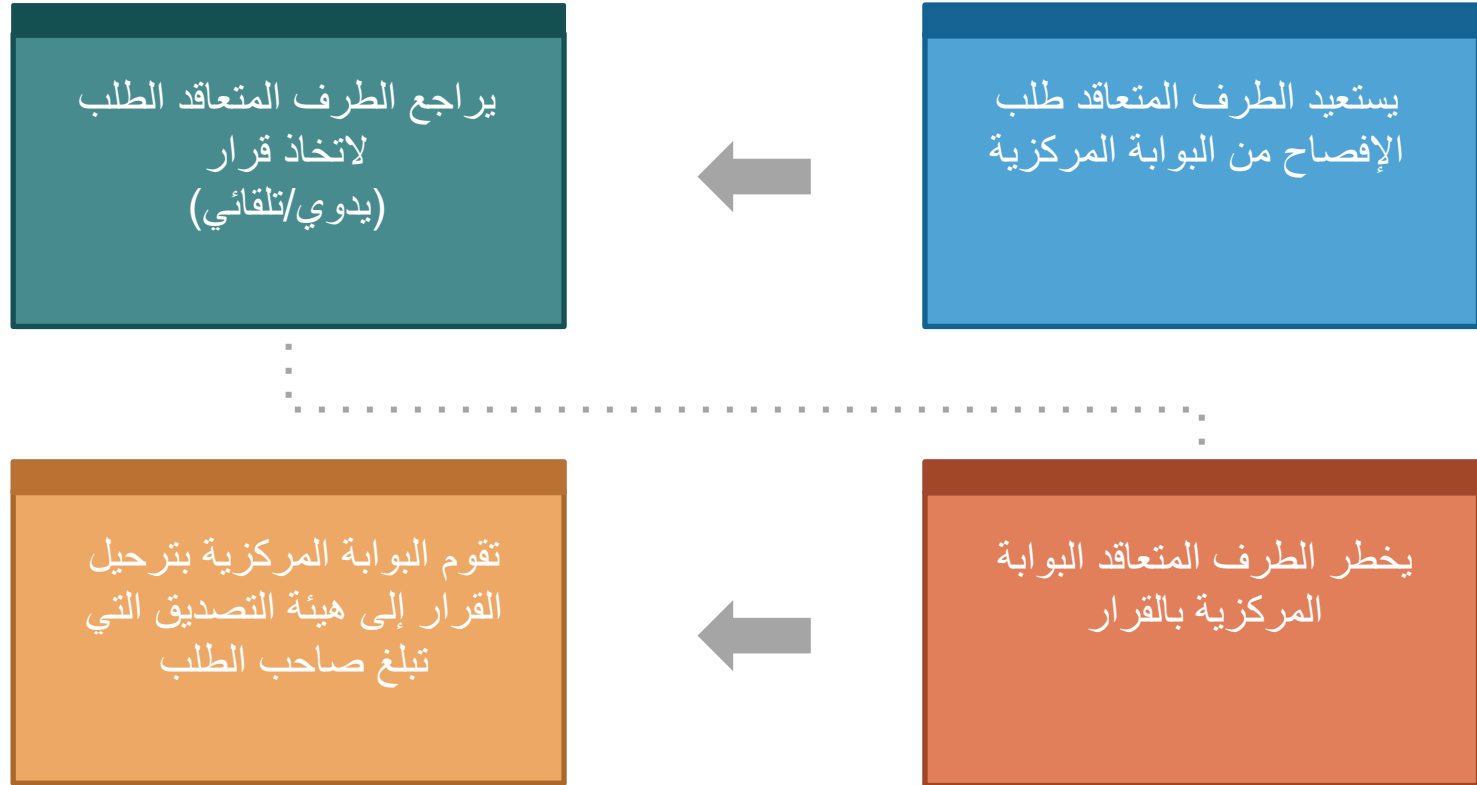 يستعيد الطرف المتعاقد طلب
الإفصاح من البوابة المركزية
يراجع الطرف المتعاقد الطلب
لاتخاذ قرار
(يدوي/تلقائي)
يخطر الطرف المتعاقد البوابة
المركزية بالقرار
تقوم البوابة المركزية بترحيل
القرار إلى هيئة التصديق التي
تبلغ صاحب الطلب